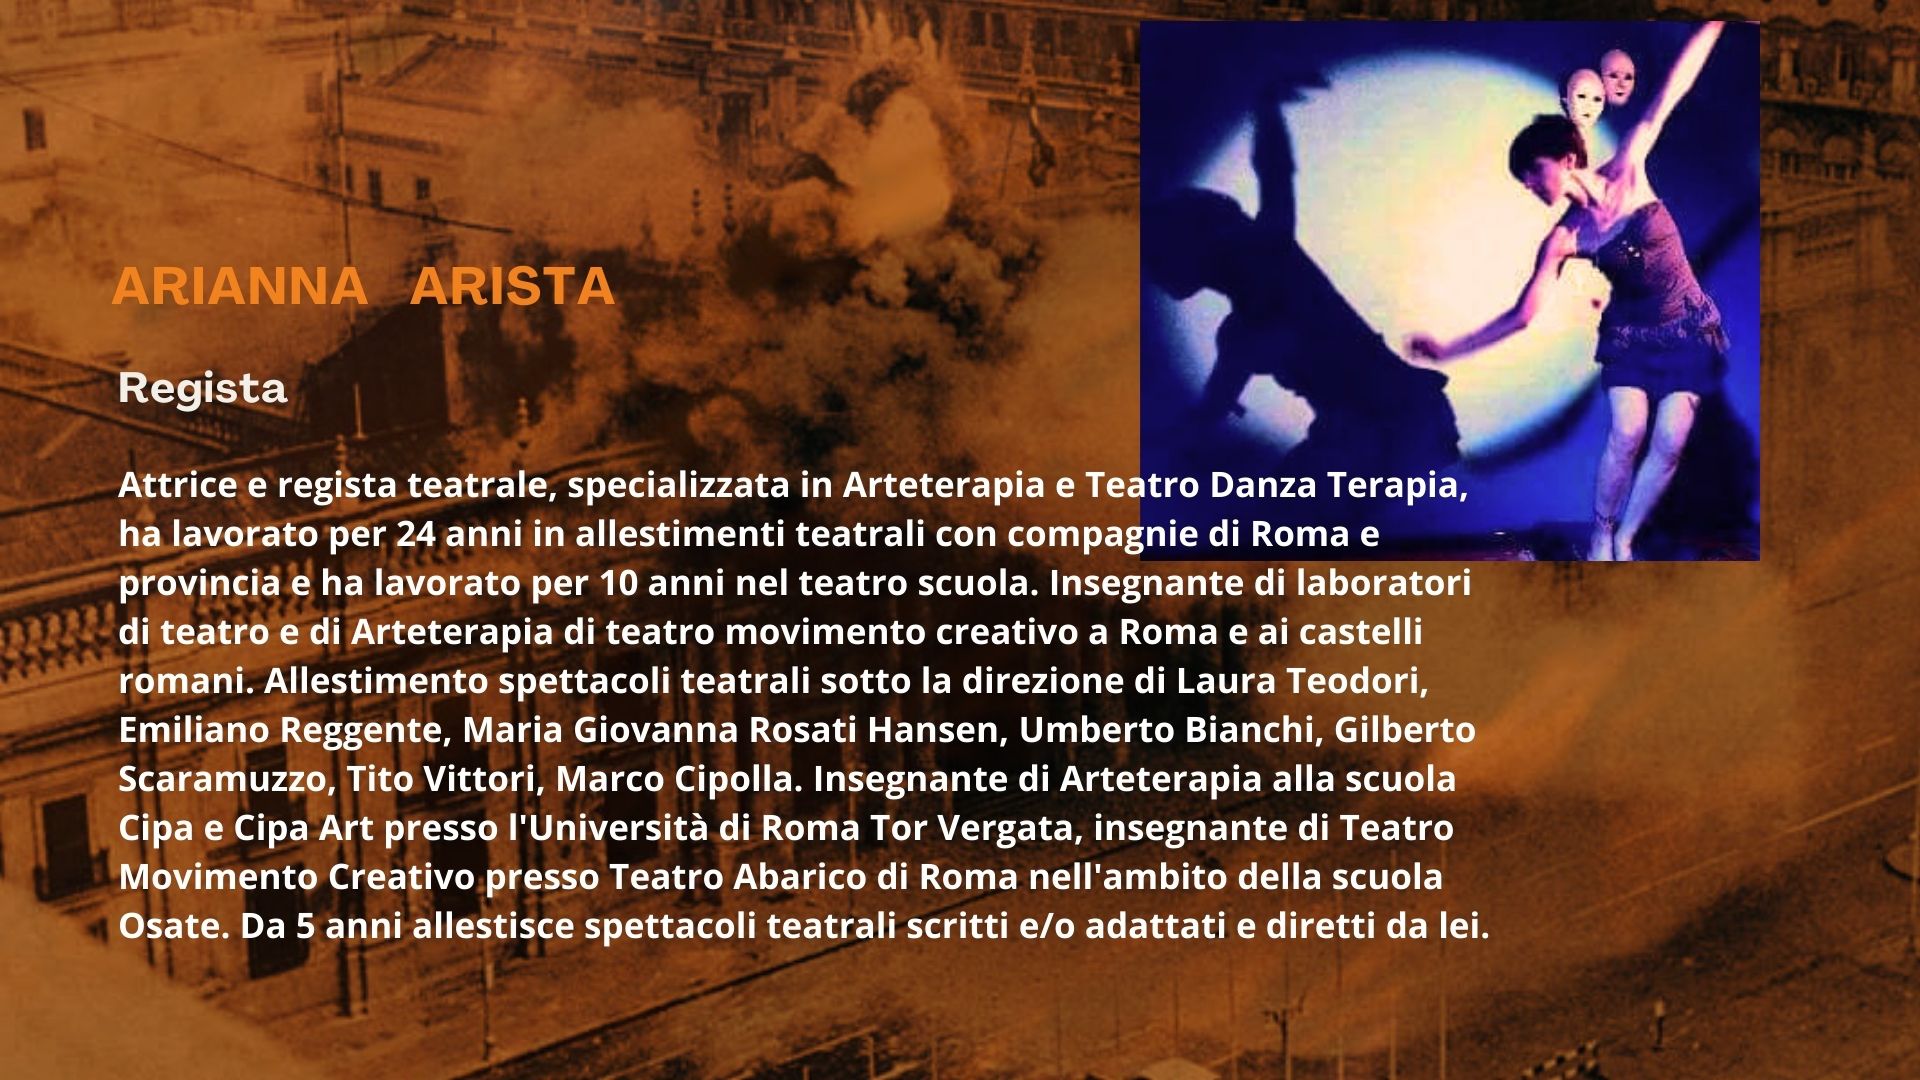 ARIANNA ARISTA
Regista
Attrice e regista teatrale, specializzata in Arteterapia e Teatro Danza Terapia,
ha lavorato per 24 anni in allestimenti teatrali con compagnie di Roma e
provincia e ha lavorato per 10 anni nel teatro scuola. Insegnante di laboratori
di teatro e di Arteterapia di teatro movimento creativo a Roma e ai castelli
romani. Allestimento spettacoli teatrali sotto la direzione di Laura Teodori,
Emiliano Reggente, Maria Giovanna Rosati Hansen, Umberto Bianchi, Gilberto
Scaramuzzo, Tito Vittori, Marco Cipolla. Insegnante di Arteterapia alla scuola
Cipa e Cipa Art presso l'Università di Roma Tor Vergata, insegnante di Teatro
Movimento Creativo presso Teatro Abarico di Roma nell'ambito della scuola
Osate. Da 5 anni allestisce spettacoli teatrali scritti e/o adattati e diretti da lei.